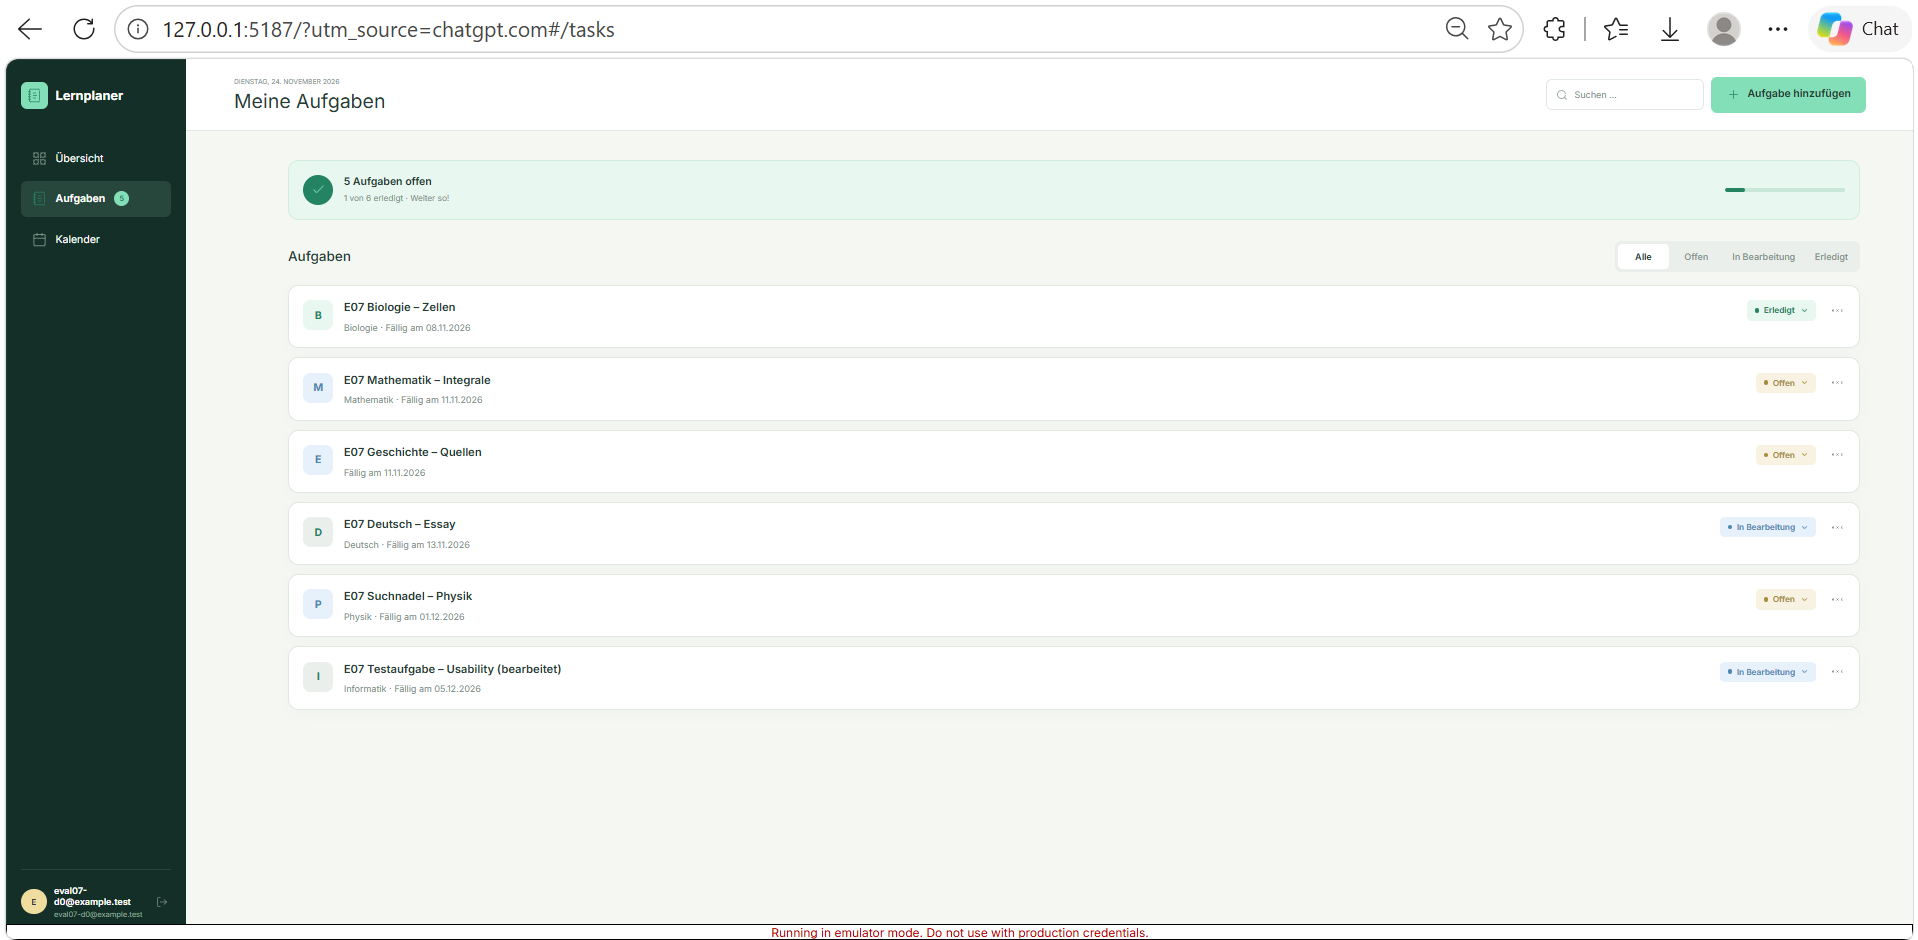 127.0.0.1:5187/?utm_source=chatgpt.com#/tasks
Chat
Lernplaner
Übersicht
Aufgaben 5
Kalender
DIENSTAG, 24. NOVEMBER 2026
Meine Aufgaben
Suchen ...
+ Aufgabe hinzufügen
5 Aufgaben offen
1 von 6 erledigt · Weiter so!
Aufgaben
Alle Offen In Bearbeitung Erledigt
B
E07 Biologie – Zellen
Biologie · Fällig am 08.11.2026
Erledigt
M
E07 Mathematik – Integrale
Mathematik · Fällig am 11.11.2026
Offen
E
E07 Geschichte – Quellen
Fällig am 11.11.2026
Offen
D
E07 Deutsch – Essay
Deutsch · Fällig am 13.11.2026
In Bearbeitung
P
E07 Suchnadel – Physik
Physik · Fällig am 01.12.2026
Offen
I
E07 Testaufgabe – Usability (bearbeitet)
Informatik · Fällig am 05.12.2026
In Bearbeitung
E
eval07-
d0@example.test
eval07-d0@example.test
Running in emulator mode. Do not use with production credentials.